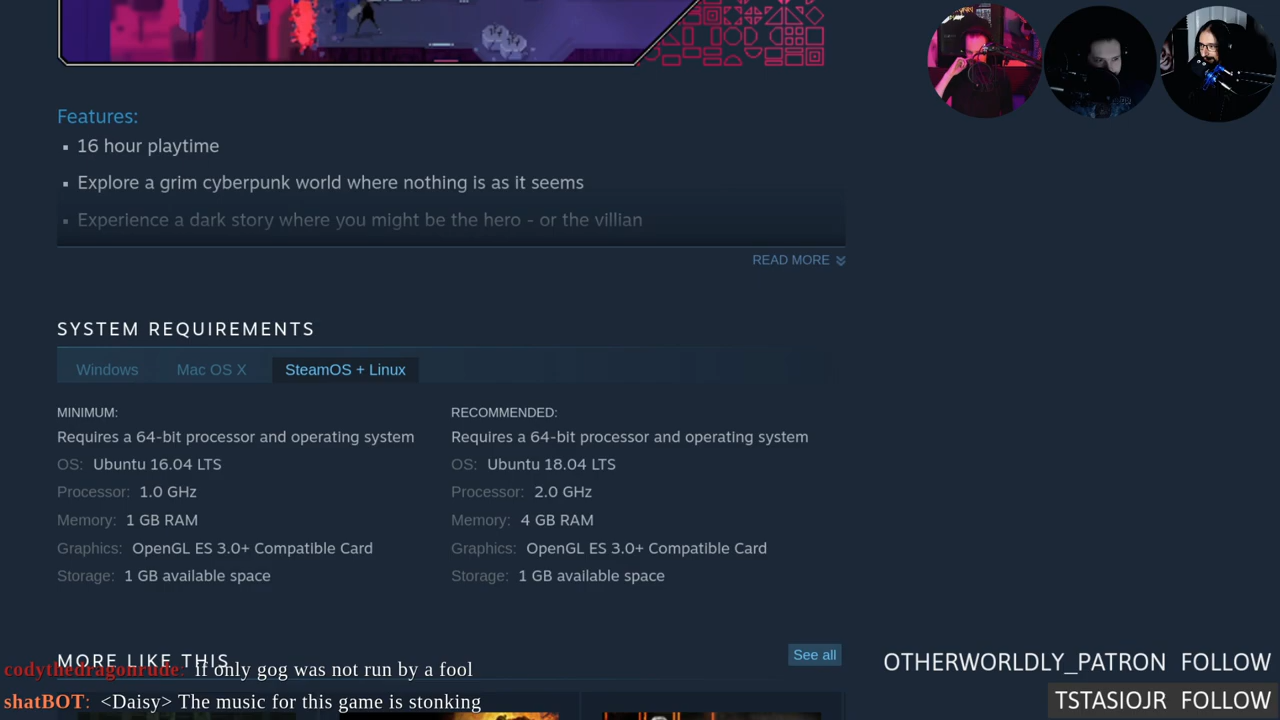 Features:
16 hour playtime
Explore a grim cyberpunk world where nothing is as it seems
Experience a dark story where you might be the hero - or the villian
READ MORE
SYSTEM REQUIREMENTS
Windows Mac OS X SteamOS + Linux
MINIMUM:
Requires a 64-bit processor and operating system
OS: Ubuntu 16.04 LTS
Processor: 1.0 GHz
Memory: 1 GB RAM
Graphics: OpenGL ES 3.0+ Compatible Card
Storage: 1 GB available space
RECOMMENDED:
Requires a 64-bit processor and operating system
OS: Ubuntu 18.04 LTS
Processor: 2.0 GHz
Memory: 4 GB RAM
Graphics: OpenGL ES 3.0+ Compatible Card
Storage: 1 GB available space
MORE LIKE THIS
See all
codythedragonrude: if only gog was not run by a fool
shatBOT: <Daisy> The music for this game is stonking
OTHERWORLDLY_PATRON FOLLOW
TSTASIOJR FOLLOW